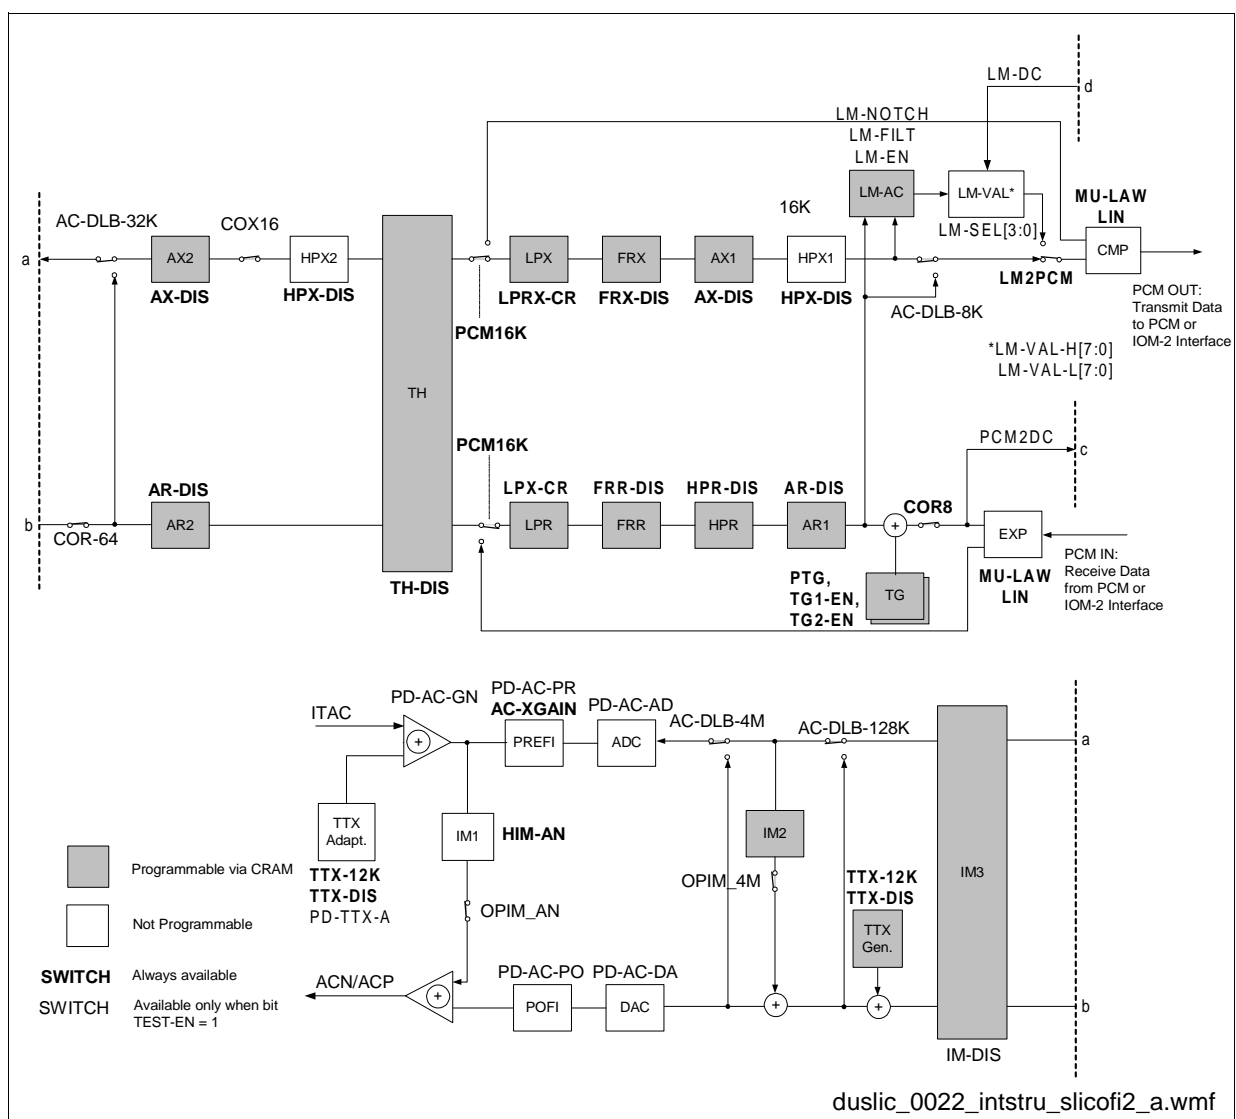 LM-DC
d
LM-NOTCH
LM-FILT
LM-EN
AC-DLB-32K
COX16
16K
LM-AC
LM-VAL*
MU-LAW
LIN
LM-SEL[3:0]
a
AX2
HPX2
LPX
FRX
AX1
HPX1
CMP
AX-DIS
HPX-DIS
LPRX-CR
FRX-DIS
AX-DIS
HPX-DIS
LM2PCM
AC-DLB-8K
PCM OUT:
Transmit Data
to PCM or
IOM-2 Interface
PCM16K
*LM-VAL-H[7:0]
LM-VAL-L[7:0]
TH
PCM16K
PCM2DC
c
AR-DIS
LPX-CR
FRR-DIS
HPR-DIS
AR-DIS
COR8
b
AR2
LPR
FRR
HPR
AR1
+
EXP
COR-64
PCM IN:
Receive Data
from PCM or
IOM-2 Interface
TH-DIS
PTG,
TG1-EN,
TG2-EN
TG
MU-LAW
LIN
PD-AC-GN
PD-AC-PR
AC-XGAIN
PD-AC-AD
ITAC
AC-DLB-4M
AC-DLB-128K
+
PREFI
ADC
a
TTX
Adapt.
IM1
HIM-AN
IM2
TTX-12K
TTX-DIS
PD-TTX-A
OPIM_4M
TTX-12K
TTX-DIS
IM3
Programmable via CRAM
OPIM_AN
TTX
Gen.
Not Programmable
SWITCH
Always available
ACN/ACP
PD-AC-PO
PD-AC-DA
+
POFI
DAC
+
+
b
SWITCH
Available only when bit
TEST-EN = 1
IM-DIS
duslic_0022_intstru_slicofi2_a.wmf